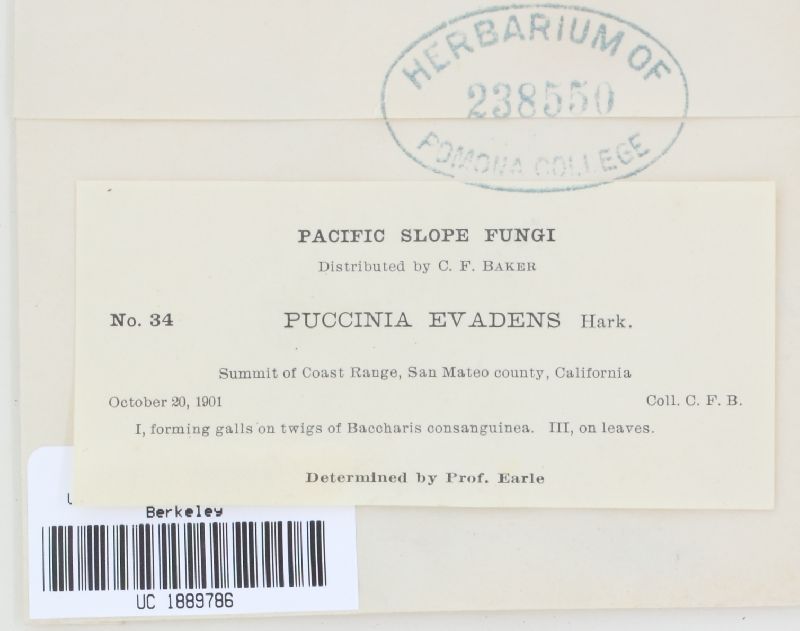 HERBARIUM OF
238550
POMONA COLLEGE
PACIFIC SLOPE FUNGI
Distributed by C. F. BAKER
No. 34 PUCCINIA EVADENS Hark.
Summit of Coast Range, San Mateo county, California
October 20, 1901 Coll. C. F. B.
I, forming galls on twigs of Baccharis consanguinea. III, on leaves.
Determined by Prof. Earle
Berkeley
UC 1889786